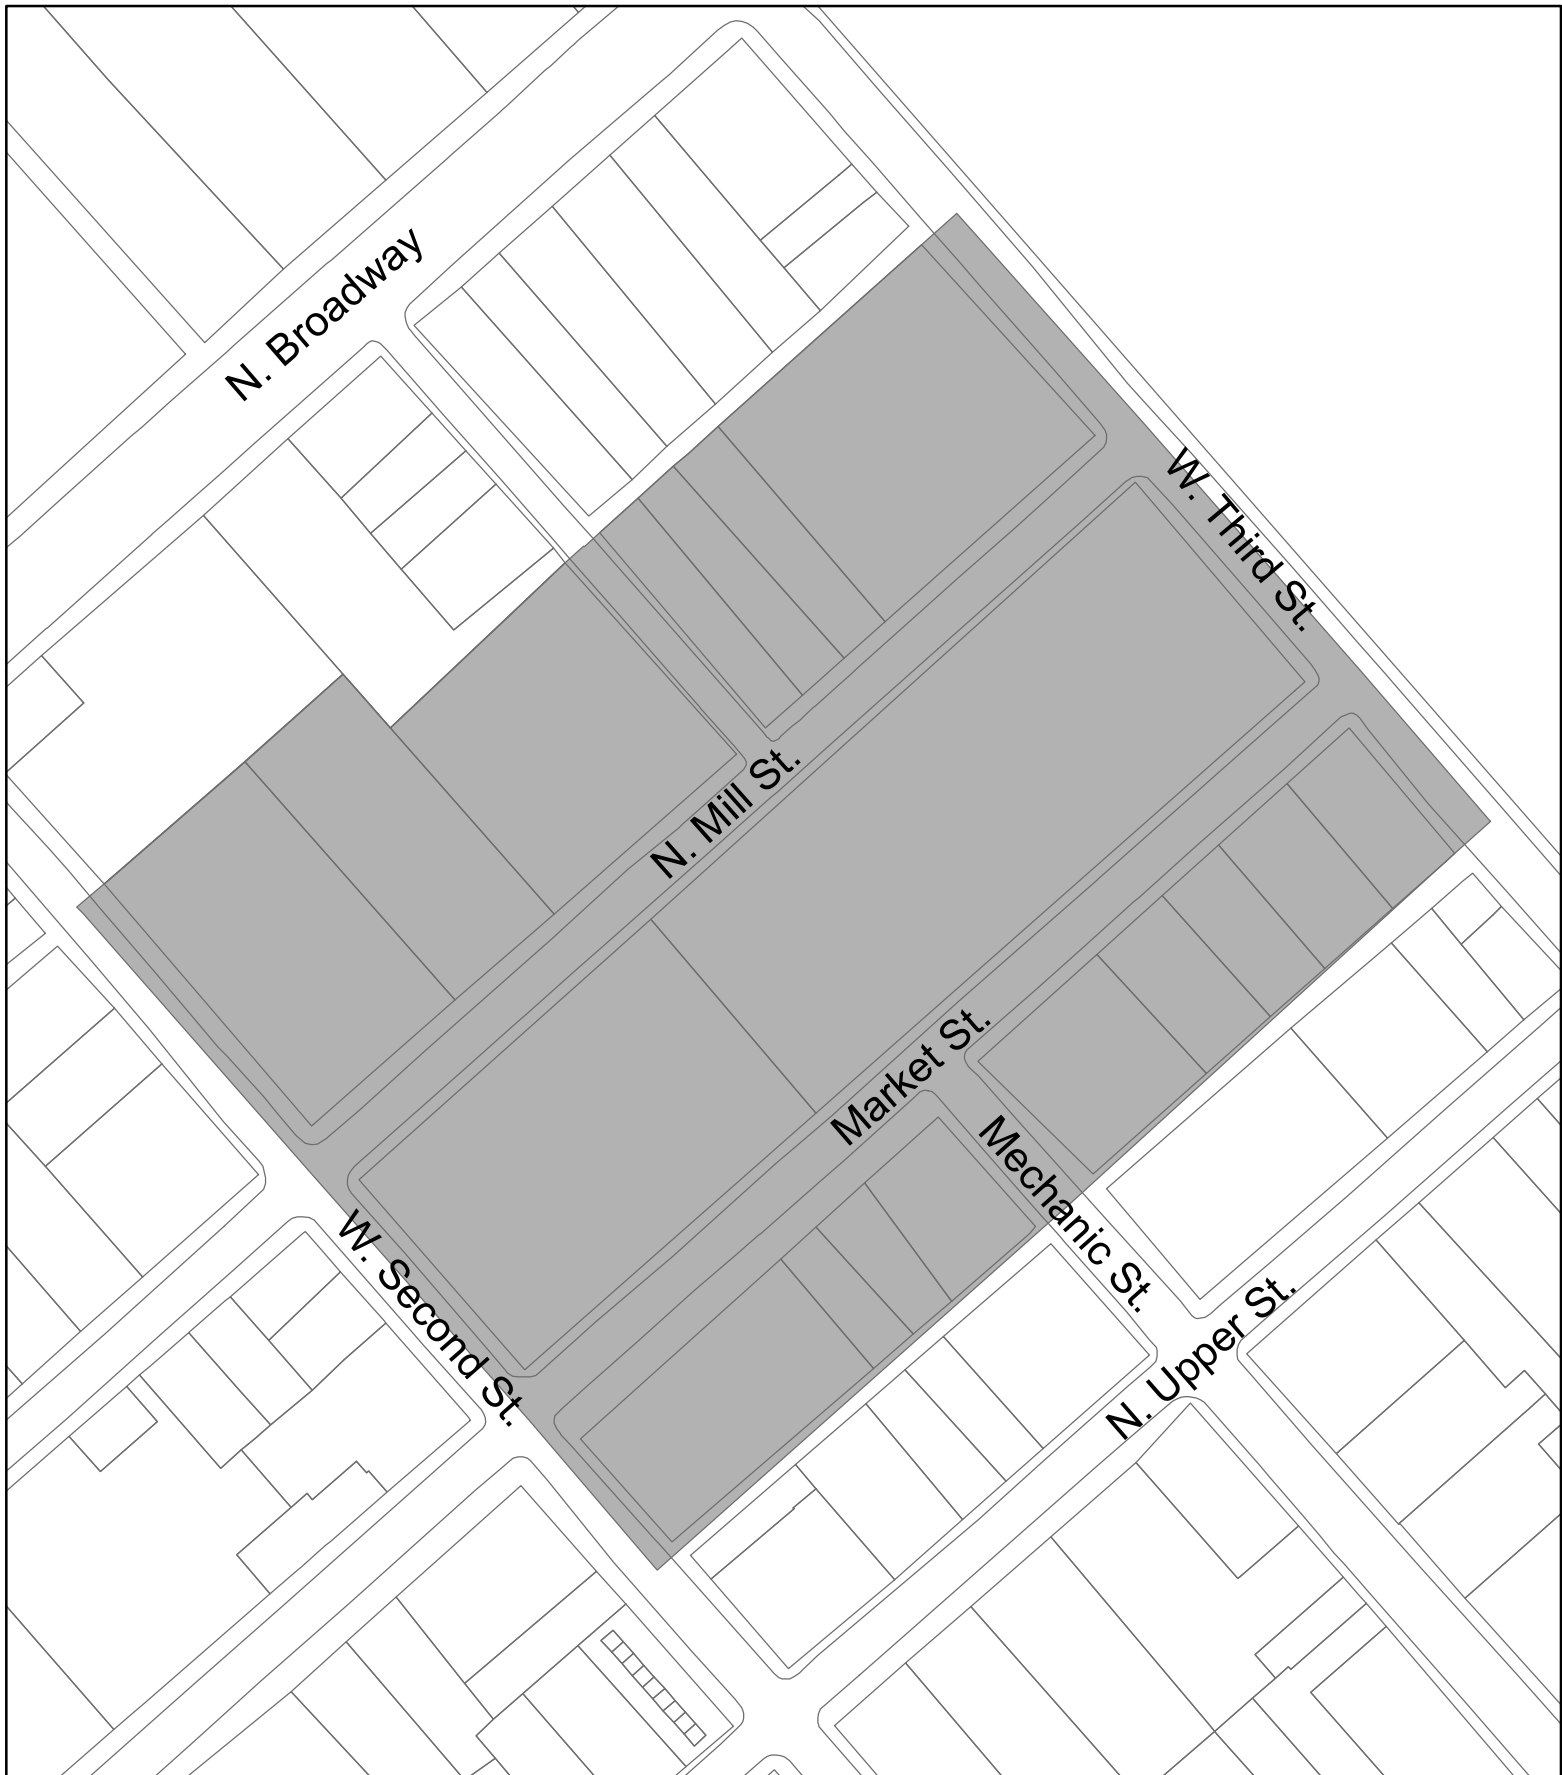 N. Broadway
W. Third St.
N. Mill St.
Market St.
Mechanic St.
W. Second St.
N. Upper St.